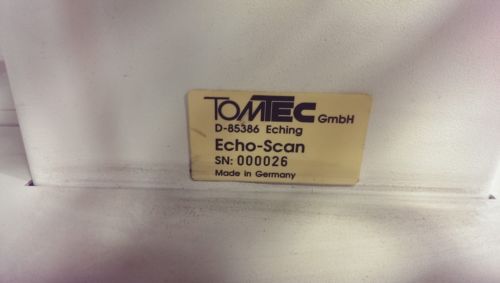 TOMTEC GmbH
D-85386 Eching
Echo-Scan
SN: 000026
Made in Germany